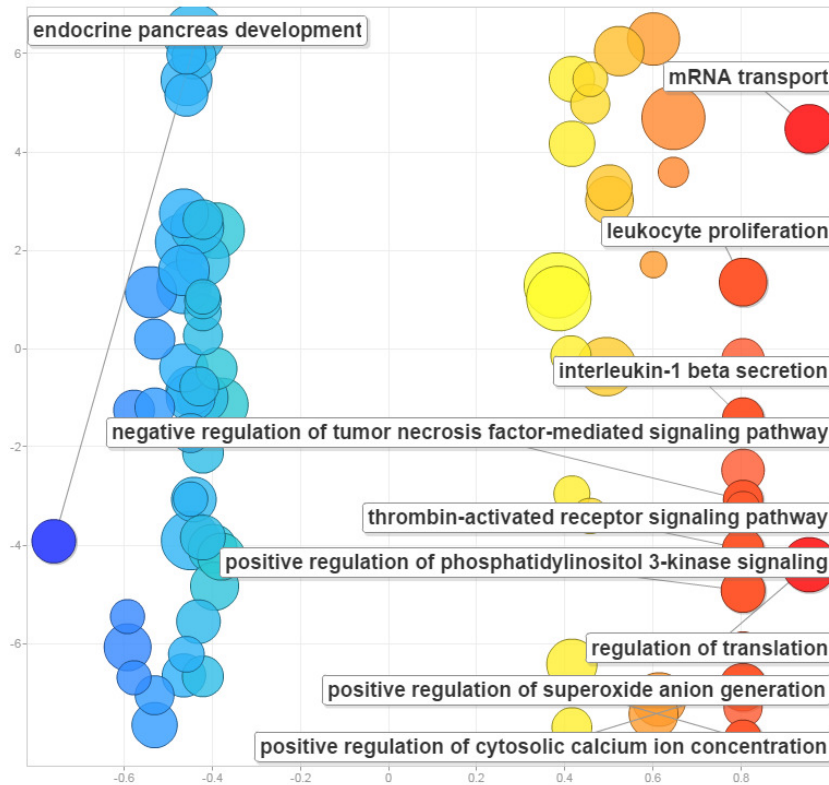 endocrine pancreas development
6
mRNA transport
4
leukocyte proliferation
2
0
interleukin-1 beta secretion
negative regulation of tumor necrosis factor-mediated signaling pathway
-2
thrombin-activated receptor signaling pathway
-4
positive regulation of phosphatidylinositol 3-kinase signaling
regulation of translation
-6
positive regulation of superoxide anion generation
positive regulation of cytosolic calcium ion concentration
-0.6 -0.4 -0.2 0 0.2 0.4 0.6 0.8